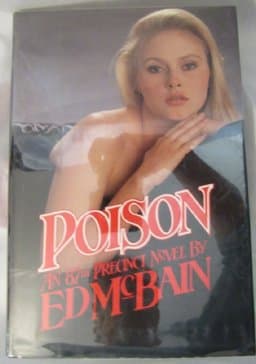 POISON
AN 87TH PRECINCT NOVEL BY
ED MCBAIN